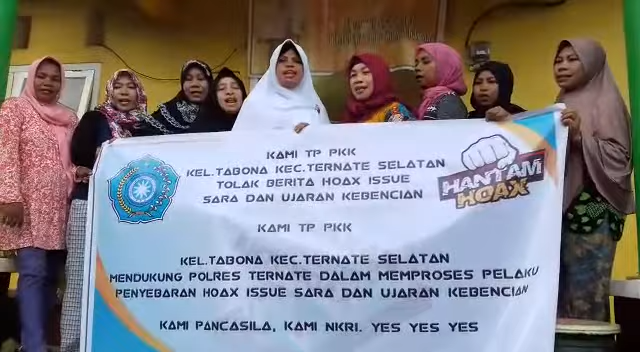 KAMI TP PKK
KEL.TABONA KEC.TERNATE SELATAN
TOLAK BERITA HOAX ISSUE
SARA DAN UJARAN KEBENCIAN
HANTAM
HOAX
KAMI TP PKK
KEL.TABONA KEC.TERNATE SELATAN
MENDUKUNG POLRES TERNATE DALAM MEMPROSES PELAKU
PENYEBARAN HOAX ISSUE SARA DAN UJARAN KEBENCIAN
KAMI PANCASILA, KAMI NKRI. YES YES YES